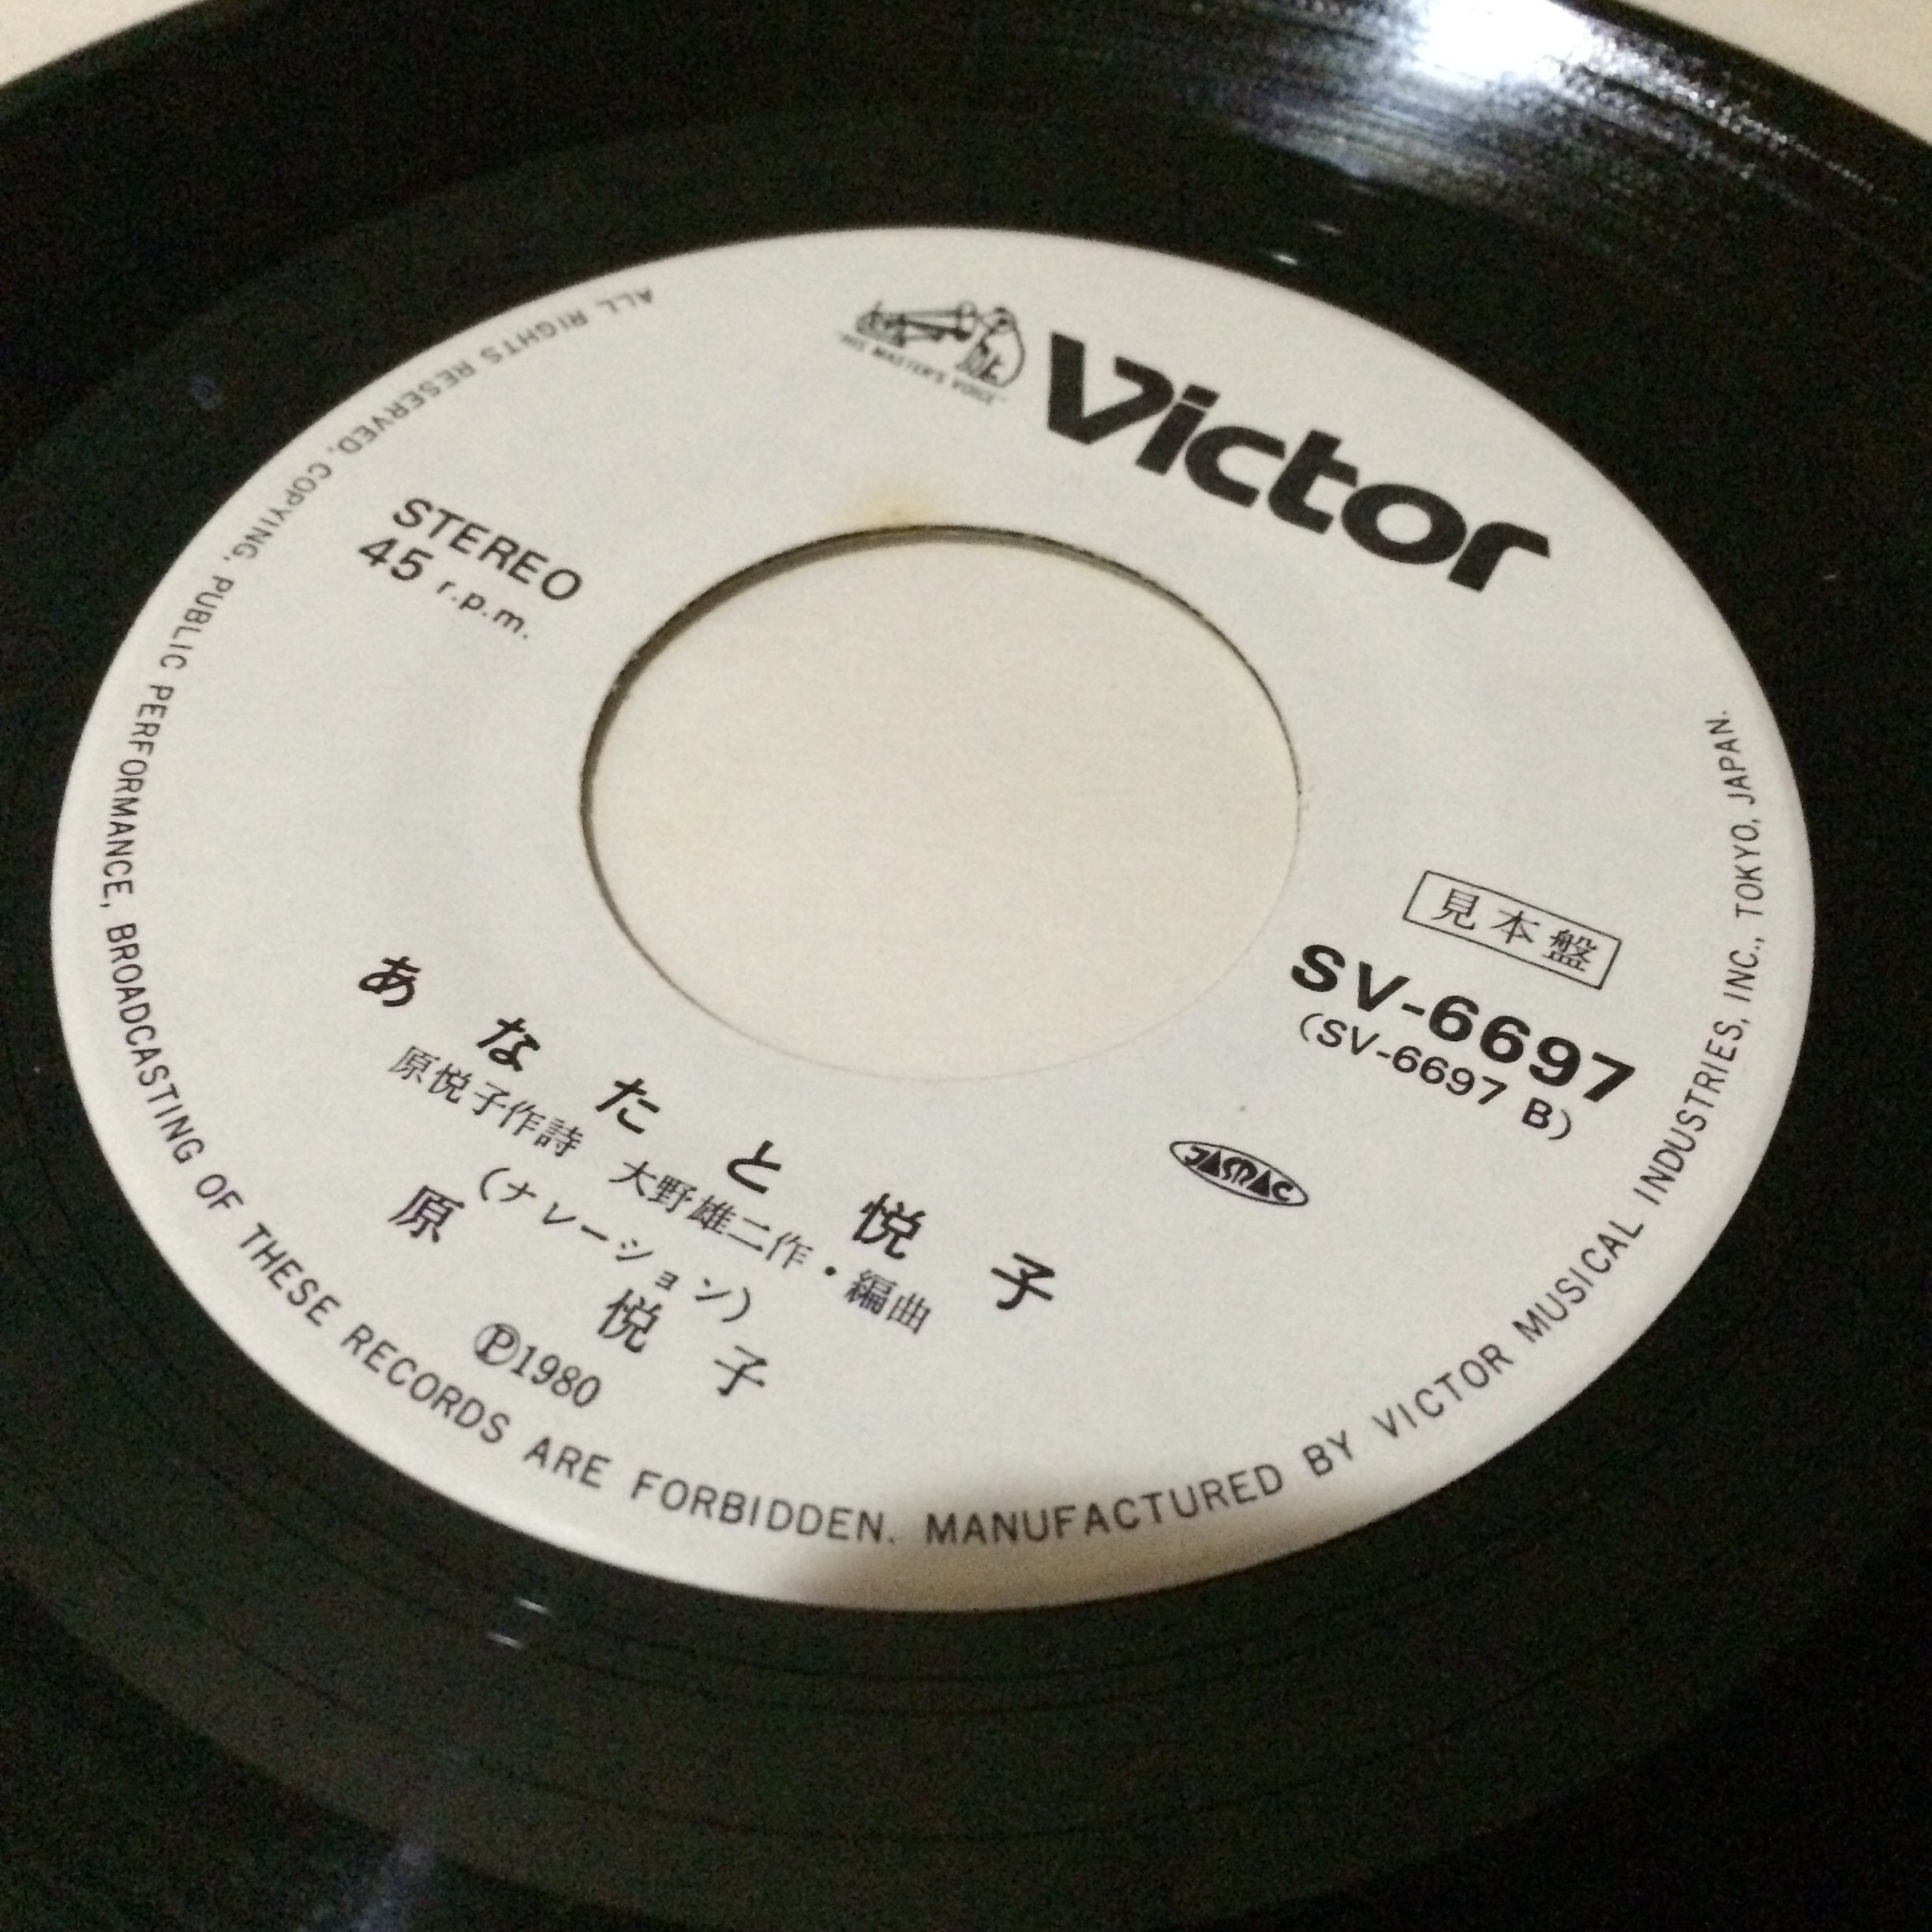 "HIS MASTER'S VOICE"
Victor
STEREO
45 r.p.m.
見本盤
SV-6697
(SV-6697 B)
JASRAC
あなたと悦子
原悦子作詩 大野雄二作・編曲
(ナレーション)
原悦子
Ⓟ1980
ALL RIGHTS RESERVED. COPYING, PUBLIC PERFORMANCE, BROADCASTING OF THESE RECORDS ARE FORBIDDEN. MANUFACTURED BY VICTOR MUSICAL INDUSTRIES, INC., TOKYO, JAPAN.